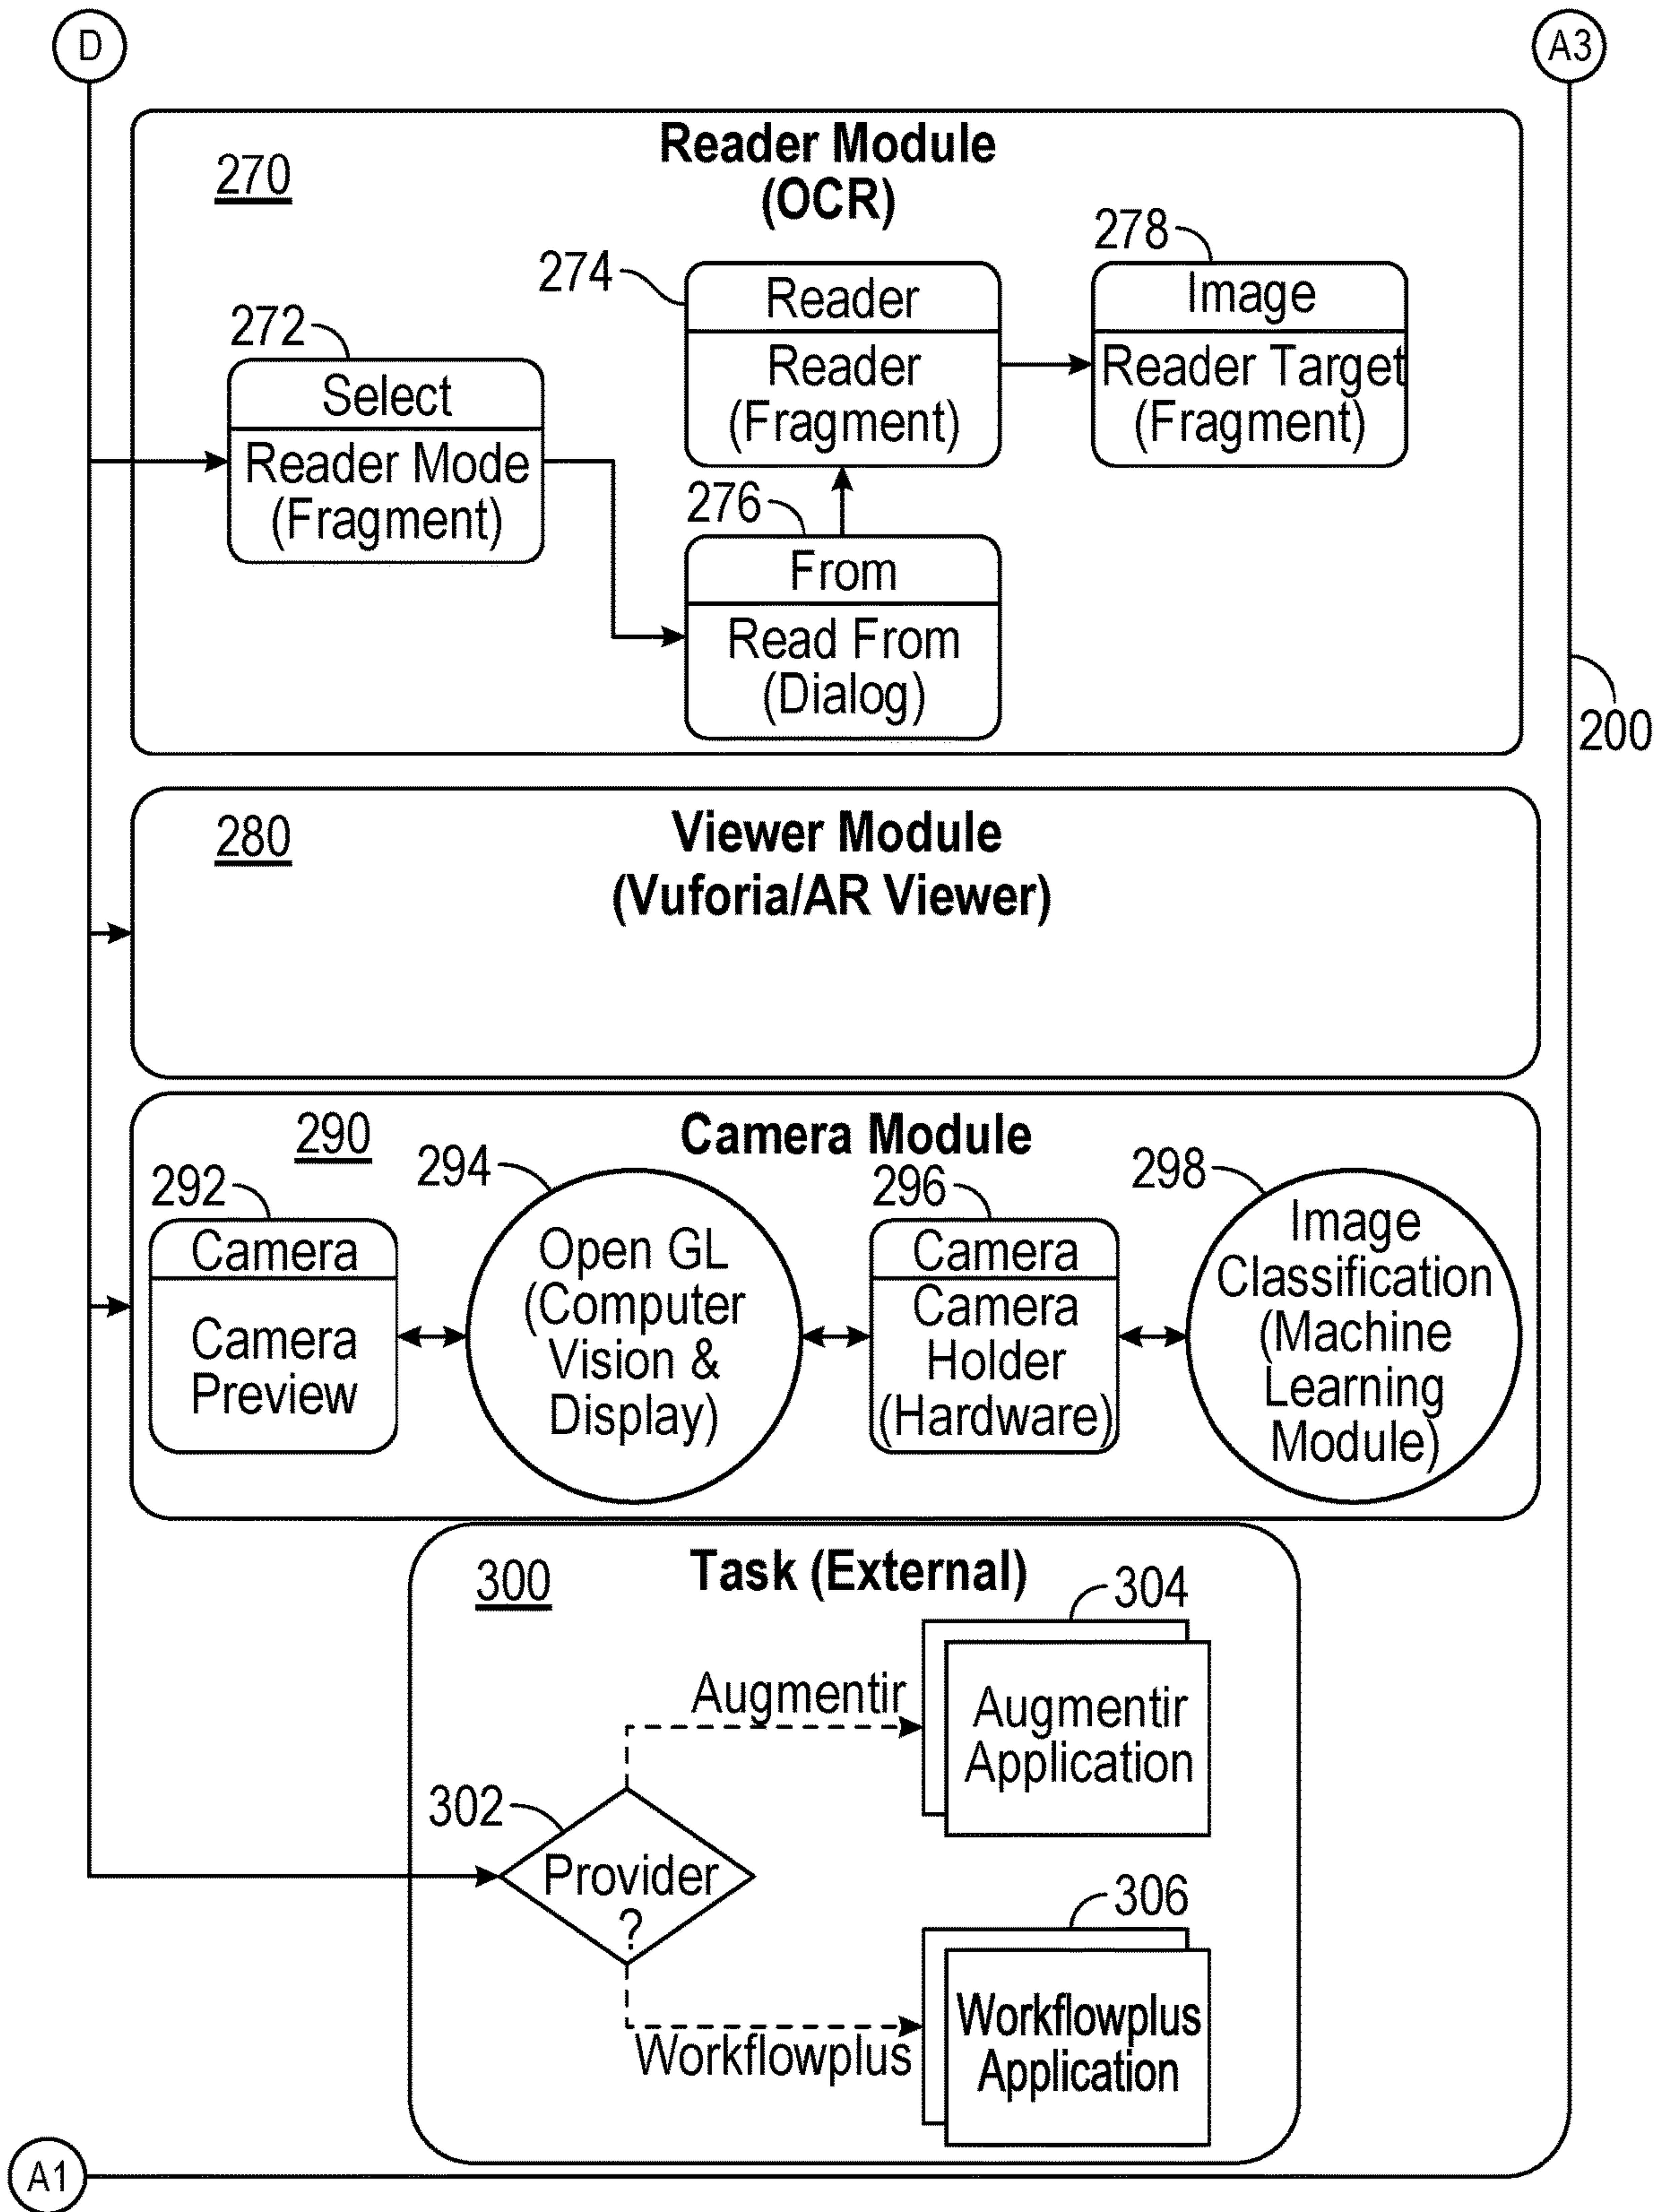 D
A3
Reader Module
(OCR)
270
272
Select
Reader Mode
(Fragment)
274
Reader
Reader
(Fragment)
278
Image
Reader Target
(Fragment)
276
From
Read From
(Dialog)
200
280
Viewer Module
(Vuforia/AR Viewer)
290
Camera Module
292
Camera
Camera
Preview
294
Open GL
(Computer
Vision &
Display)
296
Camera
Camera
Holder
(Hardware)
298
Image
Classification
(Machine
Learning
Module)
300
Task (External)
302
Provider
?
Augmentir
304
Augmentir
Application
Workflowplus
306
Workflowplus
Application
A1